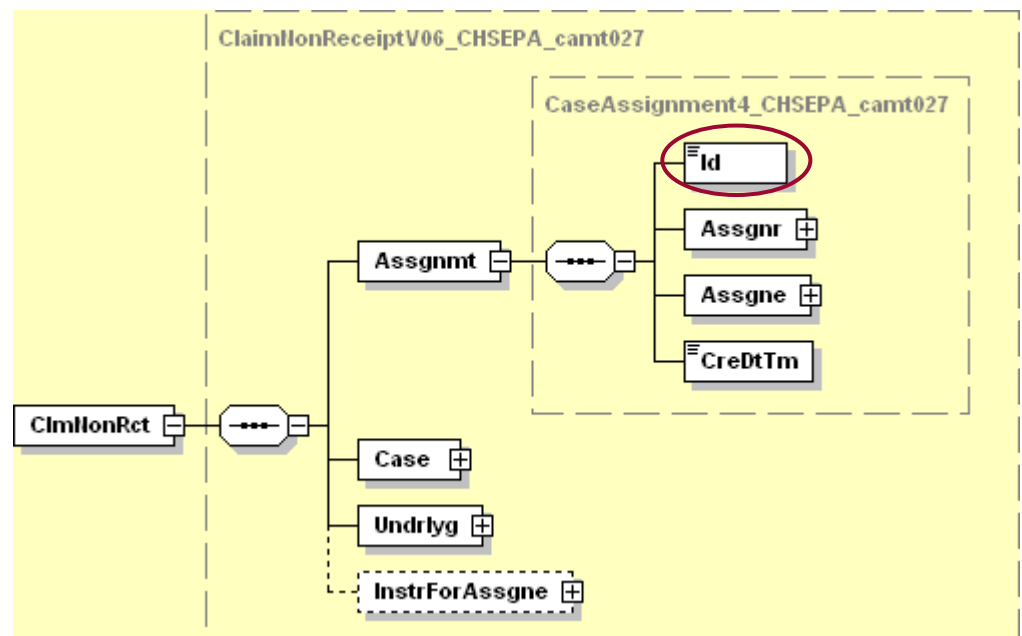 ClaimNonReceiptV06_CHSEPA_camt027
CaseAssignment4_CHSEPA_camt027
Id
Assgnr
Assgnmt
Assgne
CreDtTm
ClmNonRct
Case
Undrlyg
InstrForAssgne